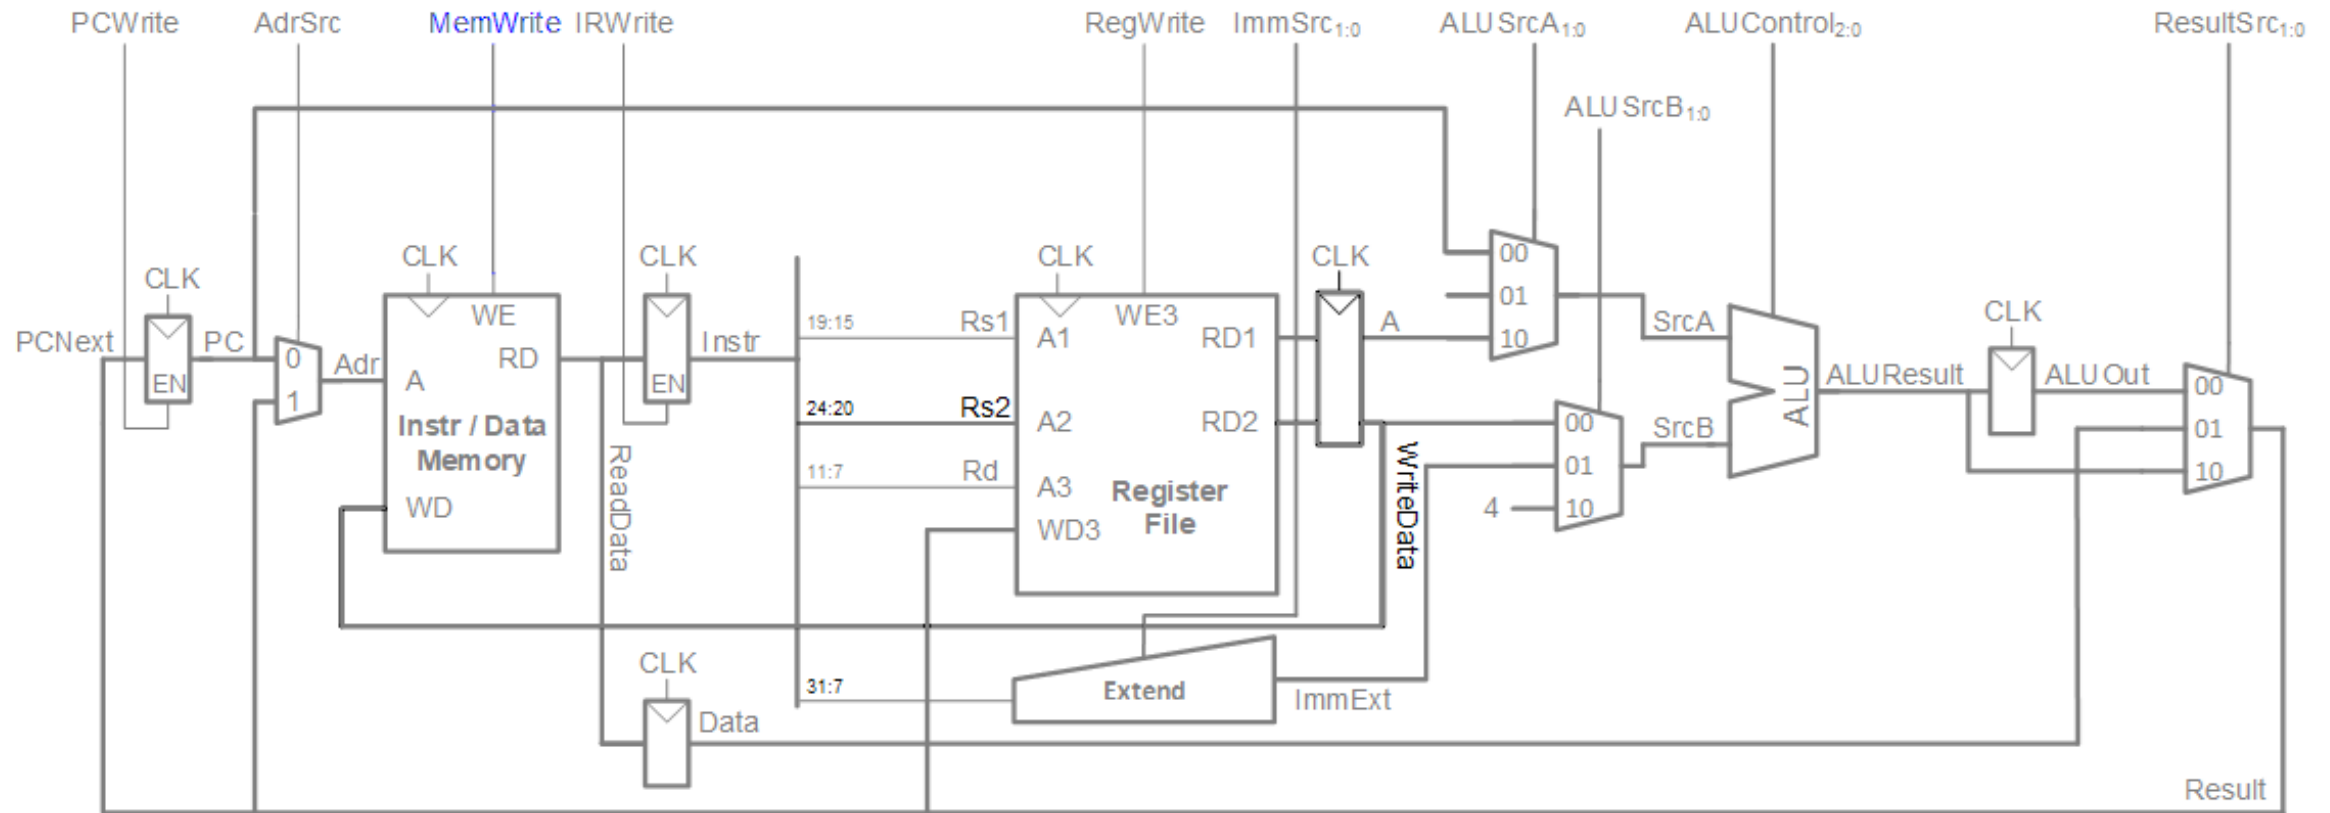 PCWrite AdrSrc MemWrite IRWrite RegWrite ImmSrc1:0 ALUSrcA1:0 ALUControl2:0 ResultSrc1:0
ALUSrcB1:0
CLK CLK CLK CLK CLK
CLK
PCNext PC EN 0 1 Adr
WE RD A
Instr / Data
Memory
WD
ReadData
EN Instr
19:15 Rs1 A1 WE3 RD1
24:20 Rs2 A2 RD2
11:7 Rd A3
WD3
Register
File
A
WriteData
00
01
10
SrcA
00
01
4 10
SrcB
ALU
ALUResult
CLK
ALUOut
00
01
10
31:7 Extend ImmExt
CLK
Data
Result